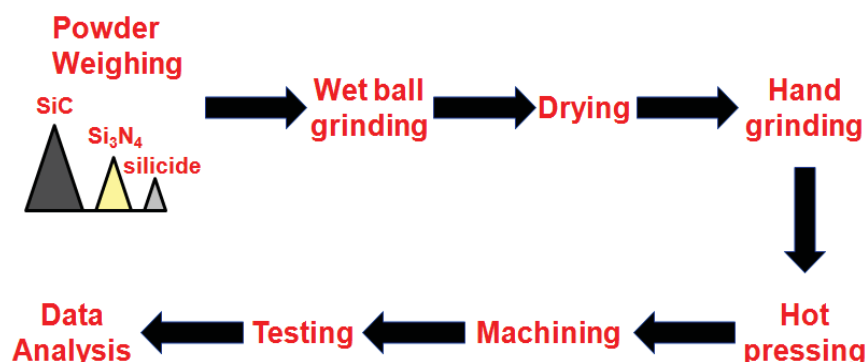 Powder
Weighing
SiC
Si₃N₄
silicide
Wet ball
grinding
Drying
Hand
grinding
Hot
pressing
Machining
Testing
Data
Analysis